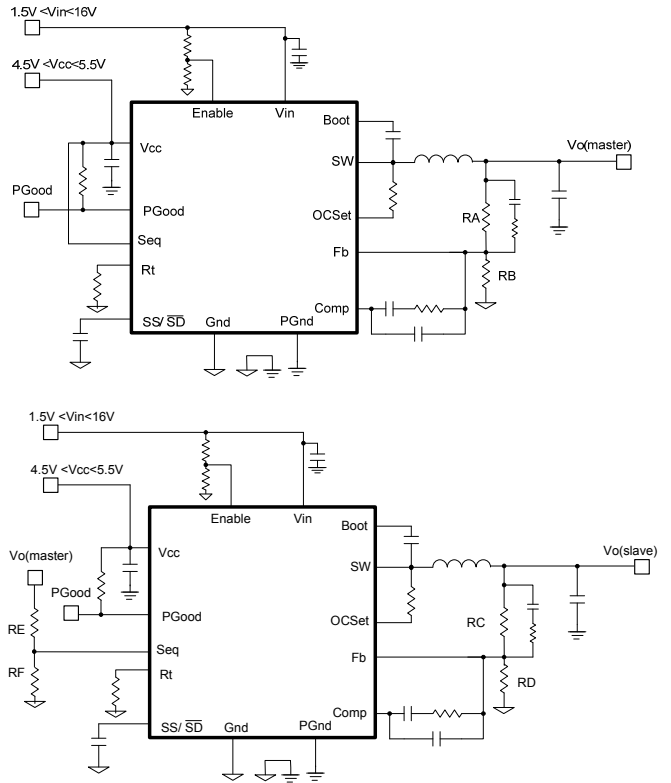 1.5V <Vin<16V
4.5V <Vcc<5.5V
Enable Vin
Boot
Vcc
SW
Vo(master)
PGood
PGood
OCSet
RA
Seq
Fb
Rt
RB
Comp
SS/ SD Gnd PGnd
1.5V <Vin<16V
4.5V <Vcc<5.5V
Enable Vin
Boot
Vo(master)
Vcc
SW
Vo(slave)
PGood
PGood
OCSet
RE
RC
Seq
Fb
RF
Rt
RD
Comp
SS/ SD Gnd PGnd